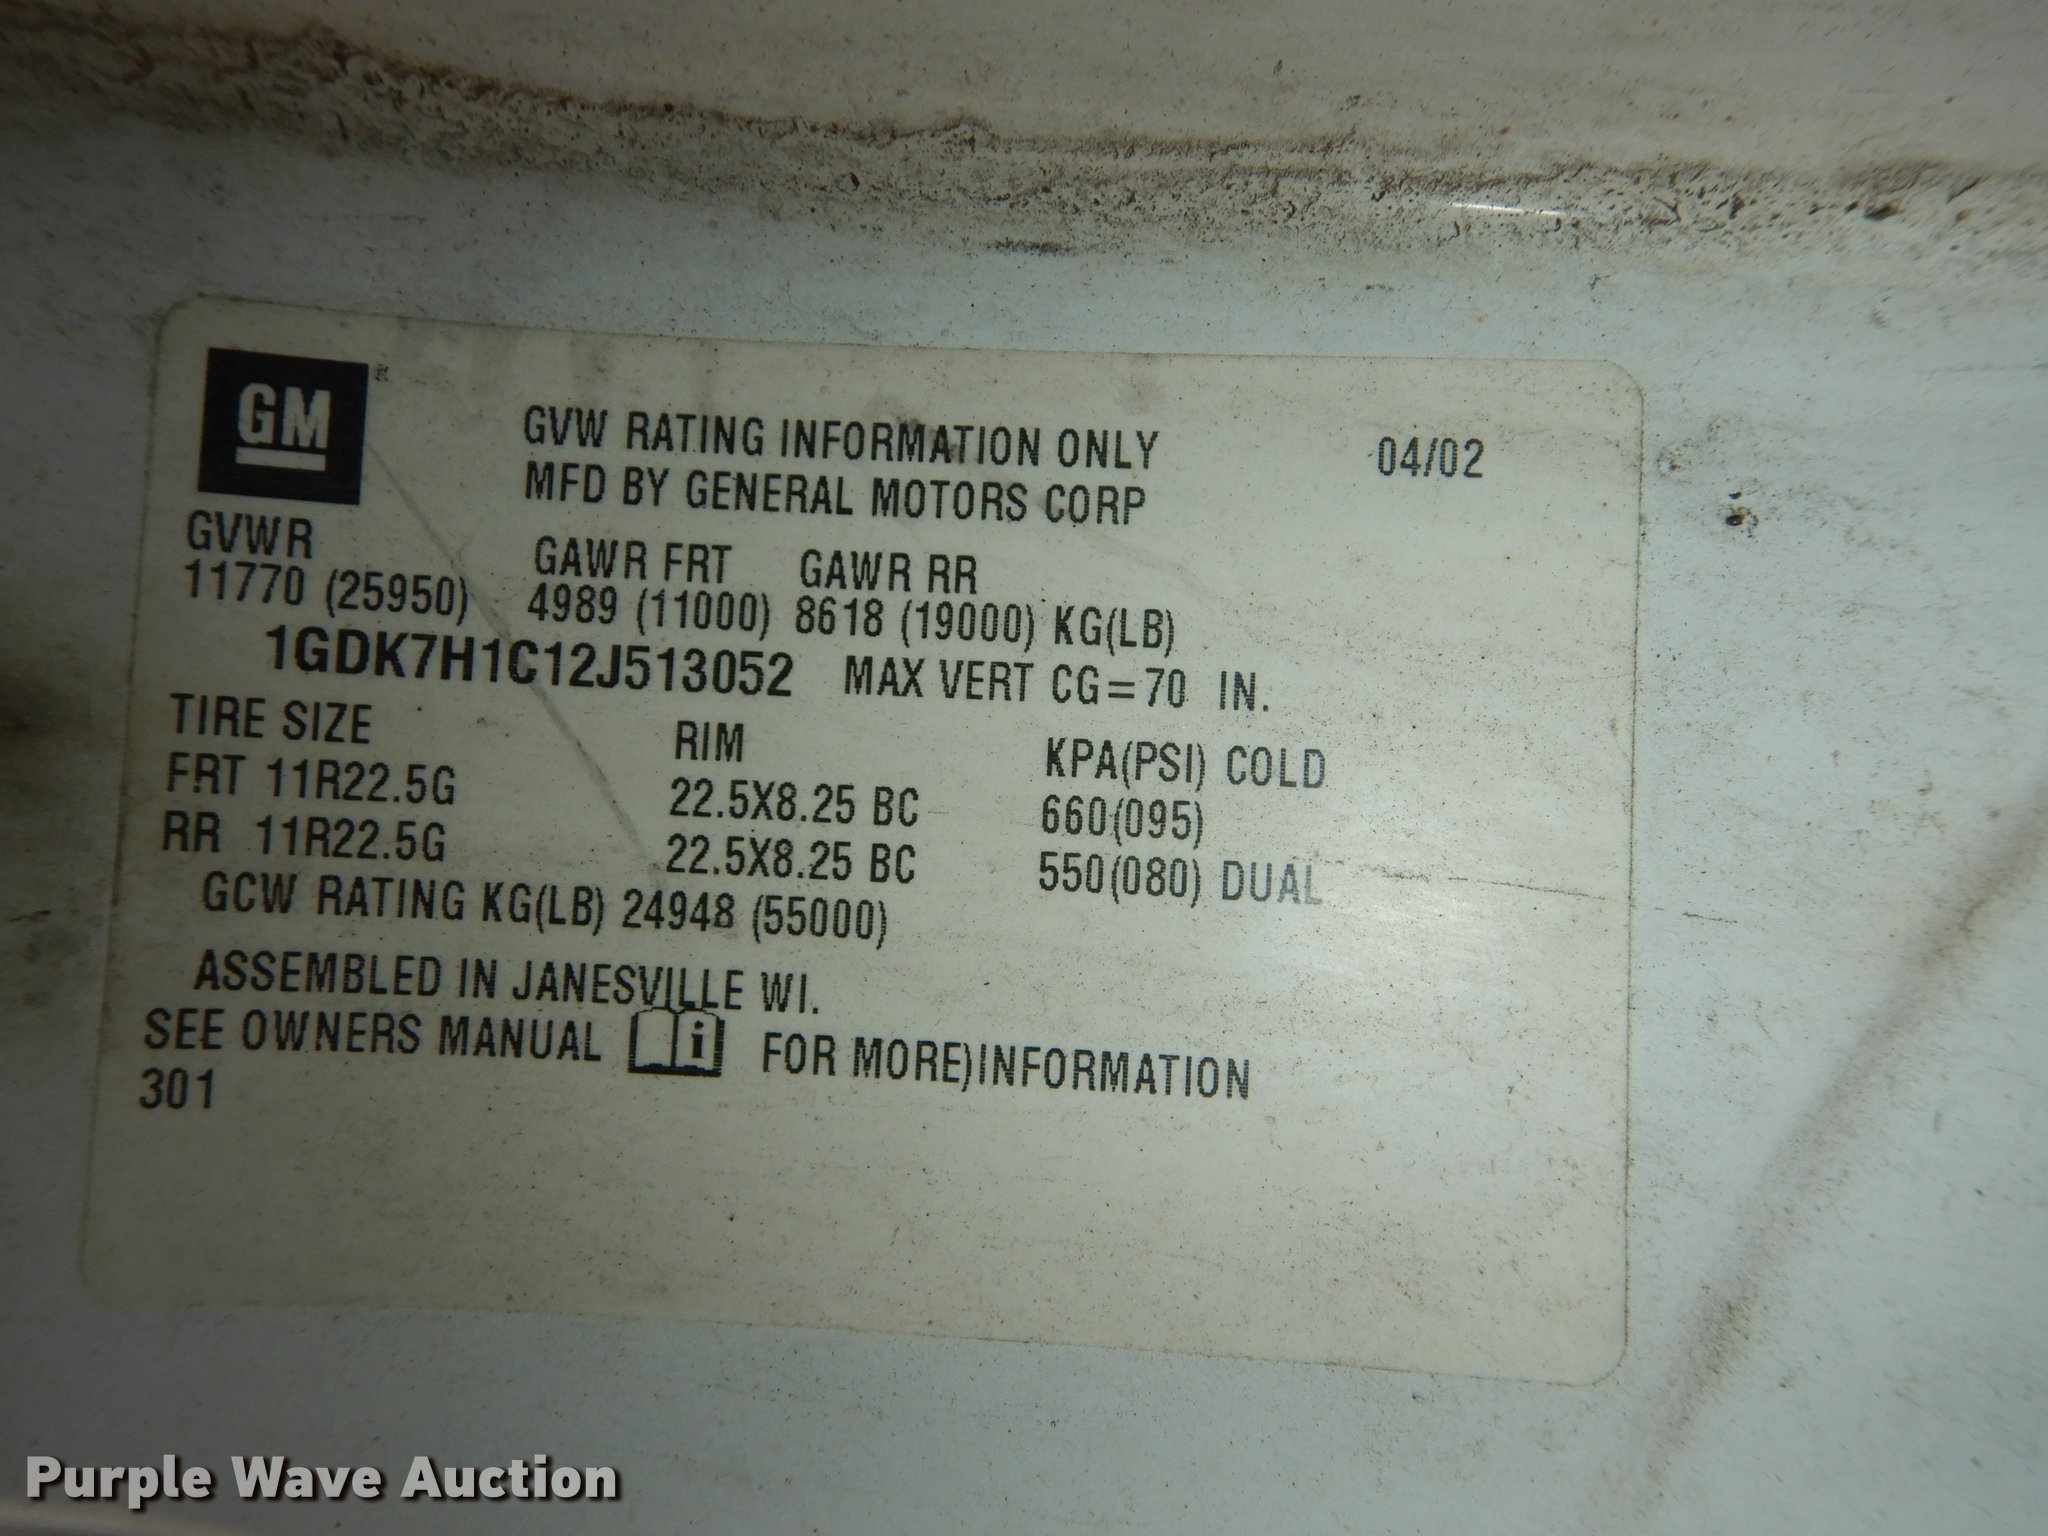 GM
GVW RATING INFORMATION ONLY 04/02
MFD BY GENERAL MOTORS CORP
GVWR GAWR FRT GAWR RR
11770 (25950) 4989 (11000) 8618 (19000) KG(LB)
1GDK7H1C12J513052 MAX VERT CG=70 IN.
TIRE SIZE RIM KPA(PSI) COLD
FRT 11R22.5G 22.5X8.25 BC 660(095)
RR 11R22.5G 22.5X8.25 BC 550(080) DUAL
GCW RATING KG(LB) 24948 (55000)
ASSEMBLED IN JANESVILLE WI.
SEE OWNERS MANUAL i FOR MORE)INFORMATION
301
Purple Wave Auction